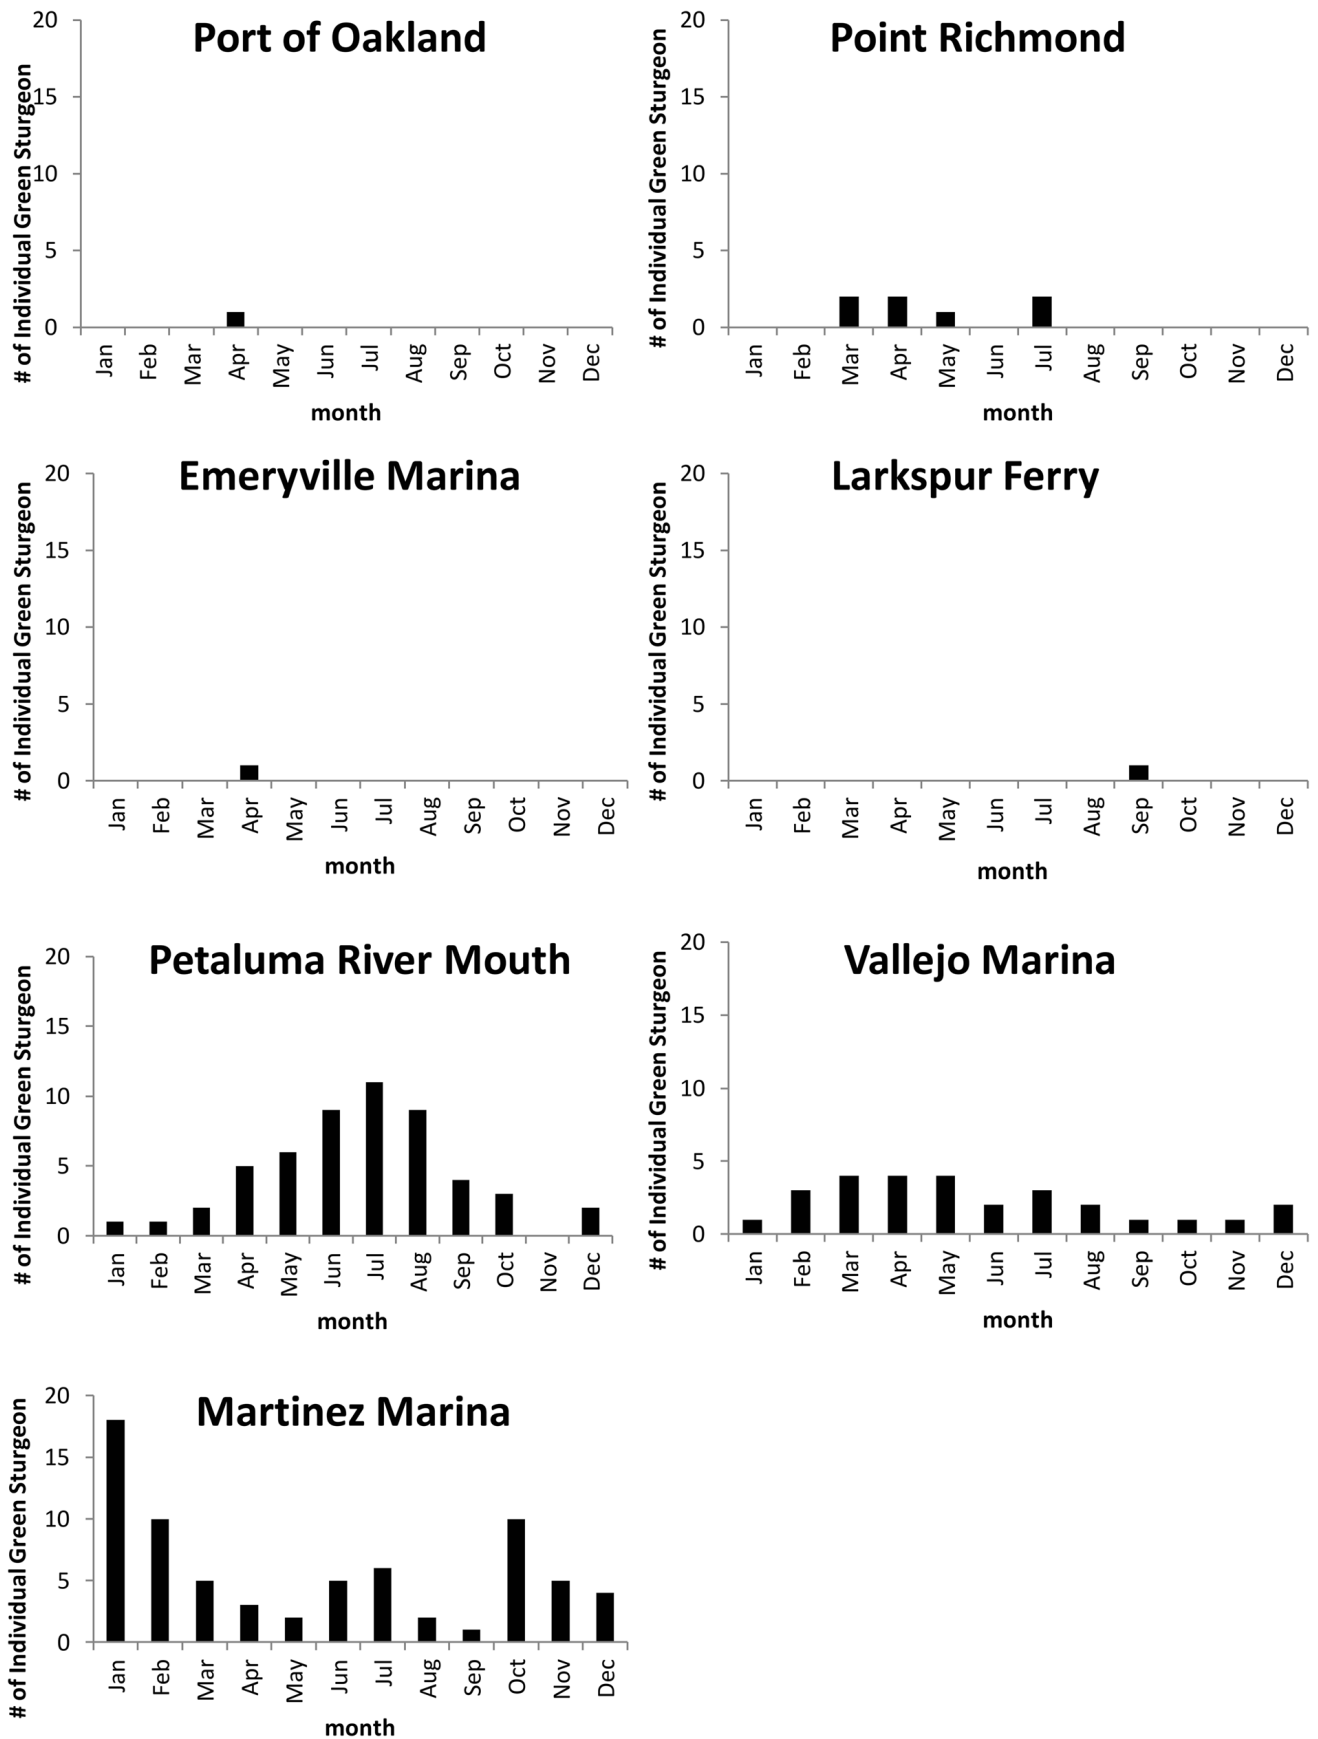 Port of Oakland
# of Individual Green Sturgeon
20
15
10
5
0
Jan Feb Mar Apr May Jun Jul Aug Sep Oct Nov Dec
month
Point Richmond
# of Individual Green Sturgeon
20
15
10
5
0
Jan Feb Mar Apr May Jun Jul Aug Sep Oct Nov Dec
month
Emeryville Marina
# of Individual Green Sturgeon
20
15
10
5
0
Jan Feb Mar Apr May Jun Jul Aug Sep Oct Nov Dec
month
Larkspur Ferry
# of Individual Green Sturgeon
20
15
10
5
0
Jan Feb Mar Apr May Jun Jul Aug Sep Oct Nov Dec
month
Petaluma River Mouth
# of Individual Green Sturgeon
20
15
10
5
0
Jan Feb Mar Apr May Jun Jul Aug Sep Oct Nov Dec
month
Vallejo Marina
# of Individual Green Sturgeon
20
15
10
5
0
Jan Feb Mar Apr May Jun Jul Aug Sep Oct Nov Dec
month
Martinez Marina
# of Individual Green Sturgeon
20
15
10
5
0
Jan Feb Mar Apr May Jun Jul Aug Sep Oct Nov Dec
month